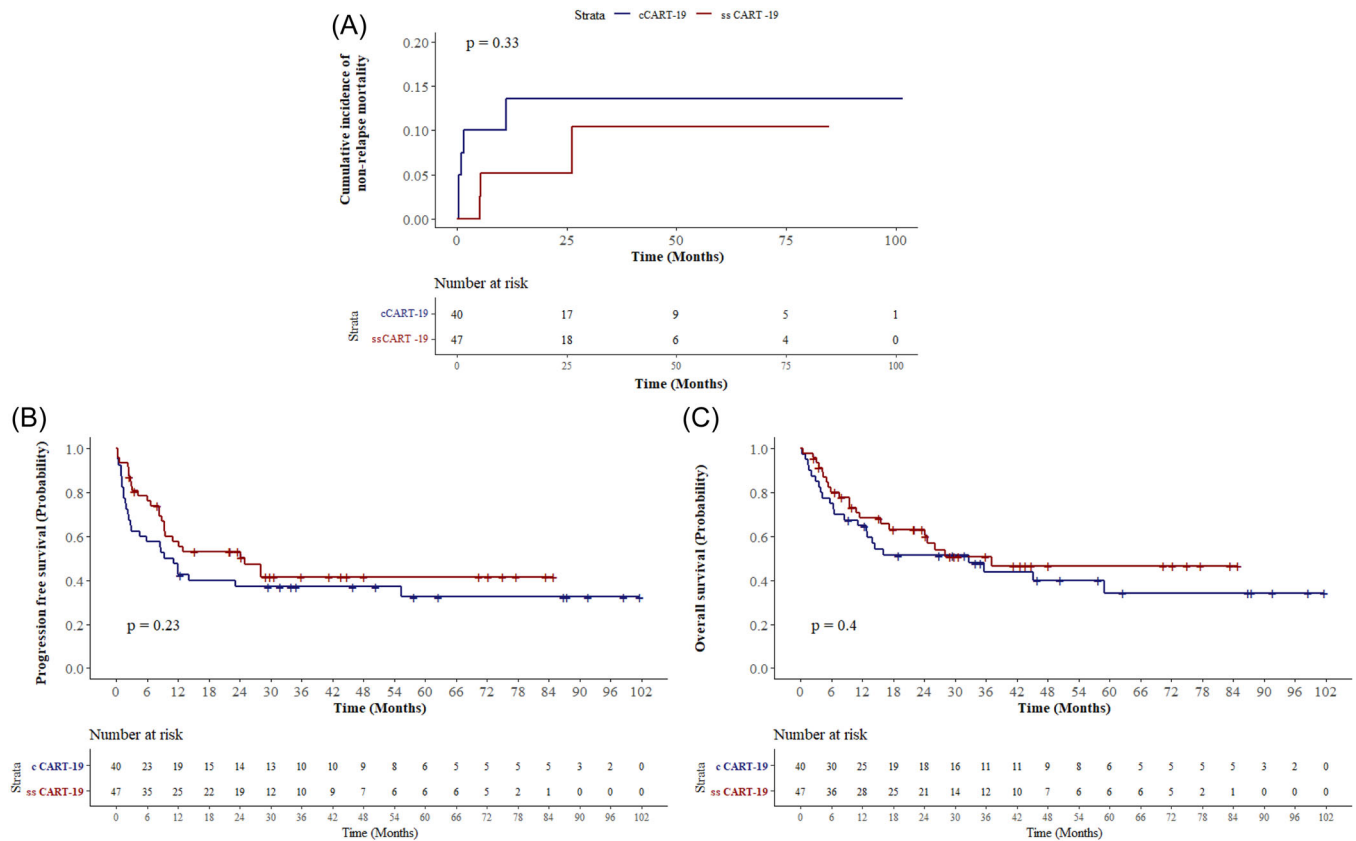 (A)
Strata cCART-19 ss CART -19
p = 0.33
Cumulative incidence of
non-relapse mortality
0.20
0.15
0.10
0.05
0.00
0 25 50 75 100
Time (Months)
Number at risk
Strata
cCART-19 40 17 9 5 1
ssCART -19 47 18 6 4 0
0 25 50 75 100
Time (Months)
(B)
Progression free survival (Probability)
1.0
0.8
0.6
0.4
0.2
0.0
p = 0.23
0 6 12 18 24 30 36 42 48 54 60 66 72 78 84 90 96 102
Time (Months)
Number at risk
Strata
c CART-19 40 23 19 15 14 13 10 10 9 8 6 5 5 5 5 3 2 0
ss CART-19 47 35 25 22 19 12 10 9 7 6 6 6 5 2 1 0 0 0
0 6 12 18 24 30 36 42 48 54 60 66 72 78 84 90 96 102
Time (Months)
(C)
Overall survival (Probability)
1.0
0.8
0.6
0.4
0.2
0.0
p = 0.4
0 6 12 18 24 30 36 42 48 54 60 66 72 78 84 90 96 102
Time (Months)
Number at risk
Strata
c CART-19 40 30 25 19 18 16 11 11 9 8 6 5 5 5 5 3 2 0
ss CART-19 47 36 28 25 21 14 12 10 7 6 6 6 5 2 1 0 0 0
0 6 12 18 24 30 36 42 48 54 60 66 72 78 84 90 96 102
Time (Months)